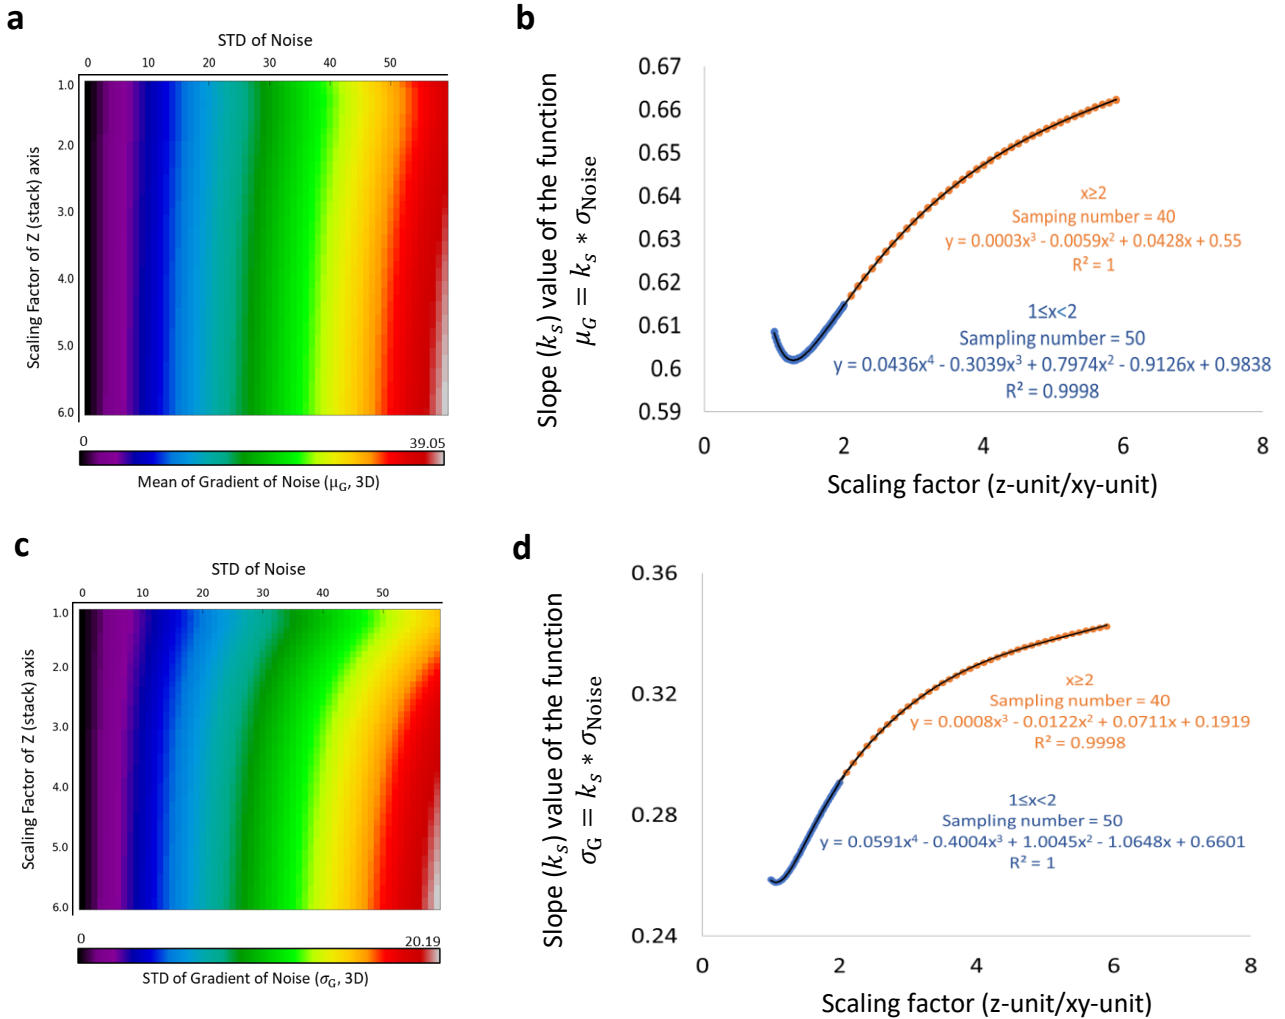 a
STD of Noise
0 10 20 30 40 50
Scaling Factor of Z (stack) axis
1.0
2.0
3.0
4.0
5.0
6.0
0 39.05
Mean of Gradient of Noise (μG, 3D)
b
Slope (ks) value of the function
μG = ks * σNoise
0.67
0.66
0.65
0.64
0.63
0.62
0.61
0.6
0.59
x≥2
Samping number = 40
y = 0.0003x³ - 0.0059x² + 0.0428x + 0.55
R² = 1
1≤x<2
Sampling number = 50
y = 0.0436x⁴ - 0.3039x³ + 0.7974x² - 0.9126x + 0.9838
R² = 0.9998
0 2 4 6 8
Scaling factor (z-unit/xy-unit)
c
STD of Noise
0 10 20 30 40 50
Scaling Factor of Z (stack) axis
1.0
2.0
3.0
4.0
5.0
6.0
0 20.19
STD of Gradient of Noise (σG, 3D)
d
Slope (ks) value of the function
σG = ks * σNoise
0.36
0.32
0.28
0.24
x≥2
Sampling number = 40
y = 0.0008x³ - 0.0122x² + 0.0711x + 0.1919
R² = 0.9998
1≤x<2
Sampling number = 50
y = 0.0591x⁴ - 0.4004x³ + 1.0045x² - 1.0648x + 0.6601
R² = 1
0 2 4 6 8
Scaling factor (z-unit/xy-unit)